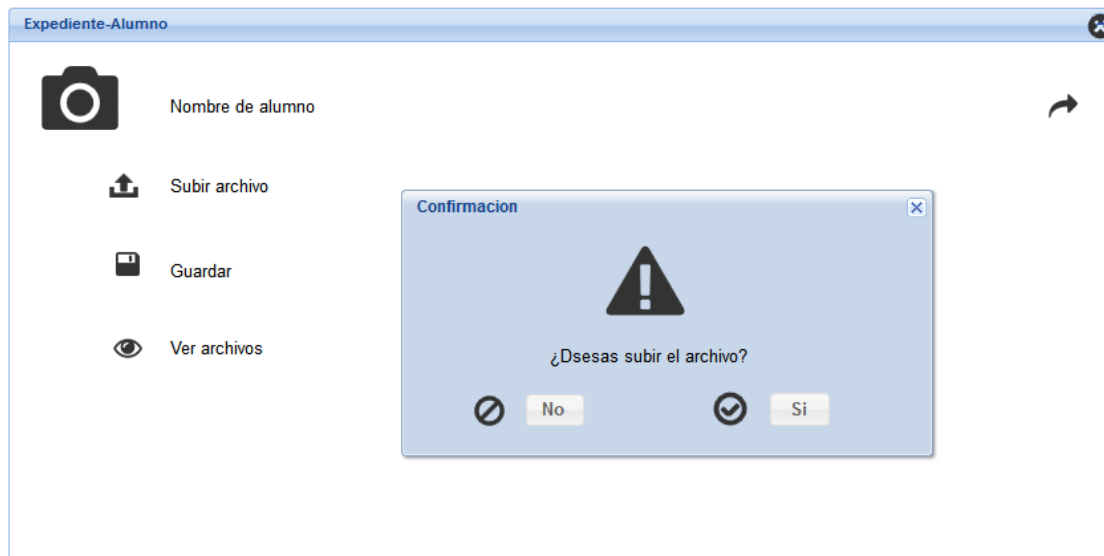 Expediente-Alumno
Nombre de alumno
Subir archivo
Guardar
Ver archivos
Confirmacion
¿Dsesas subir el archivo?
No
Si